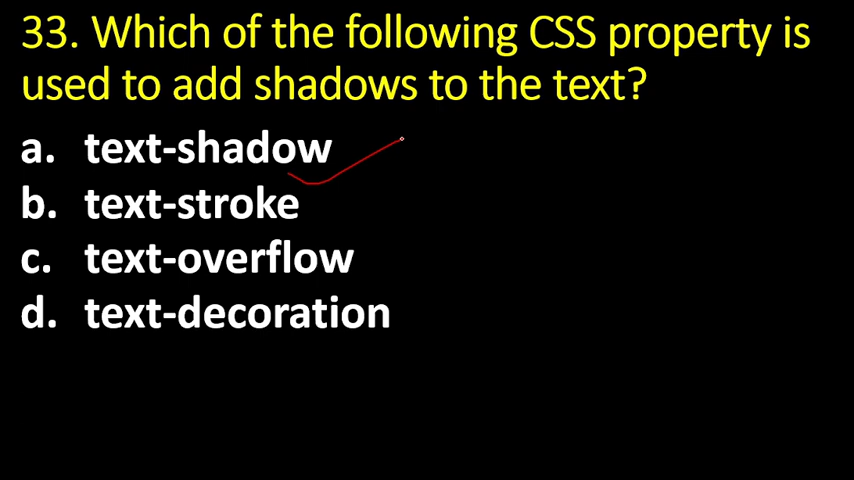 33. Which of the following CSS property is
used to add shadows to the text?
a. text-shadow
b. text-stroke
c. text-overflow
d. text-decoration